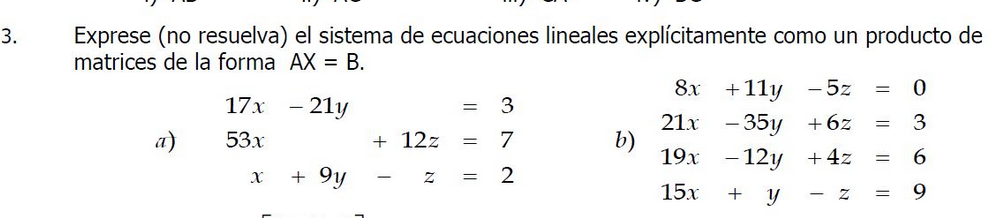 3. Exprese (no resuelva) el sistema de ecuaciones lineales explícitamente como un producto de
matrices de la forma AX = B.
a)
17x - 21y = 3
53x + 12z = 7
x + 9y - z = 2
b)
8x + 11y - 5z = 0
21x - 35y + 6z = 3
19x - 12y + 4z = 6
15x + y - z = 9